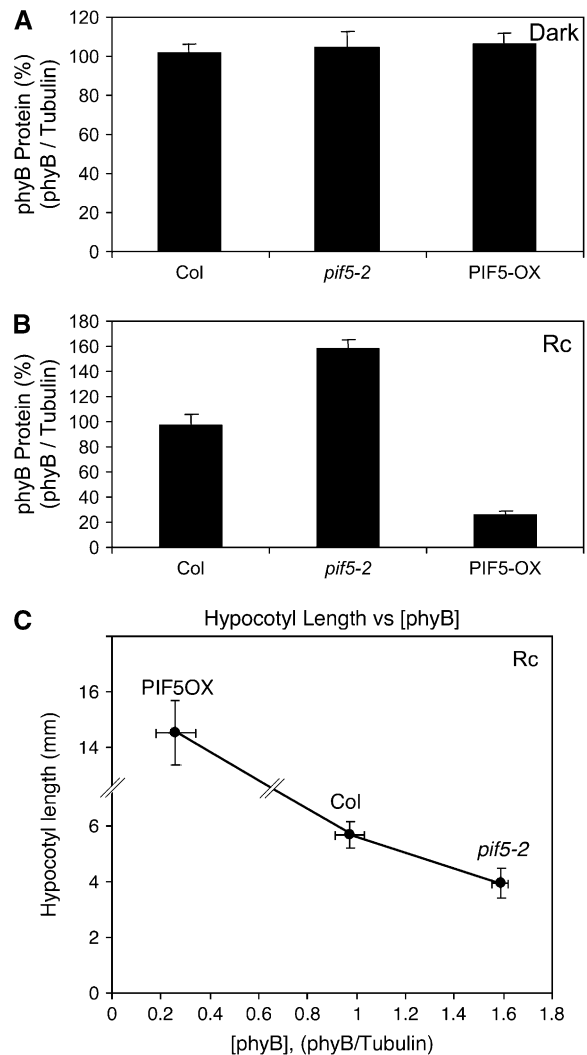 A
Dark
phyB Protein (%)
(phyB / Tubulin)
120
100
80
60
40
20
0
Col
pif5-2
PIF5-OX
B
Rc
phyB Protein (%)
(phyB / Tubulin)
180
160
140
120
100
80
60
40
20
0
Col
pif5-2
PIF5-OX
C
Hypocotyl Length vs [phyB]
Rc
Hypocotyl length (mm)
16
14
6
4
2
0
PIF5OX
Col
pif5-2
0 0.2 0.4 0.6 0.8 1 1.2 1.4 1.6 1.8
[phyB], (phyB/Tubulin)